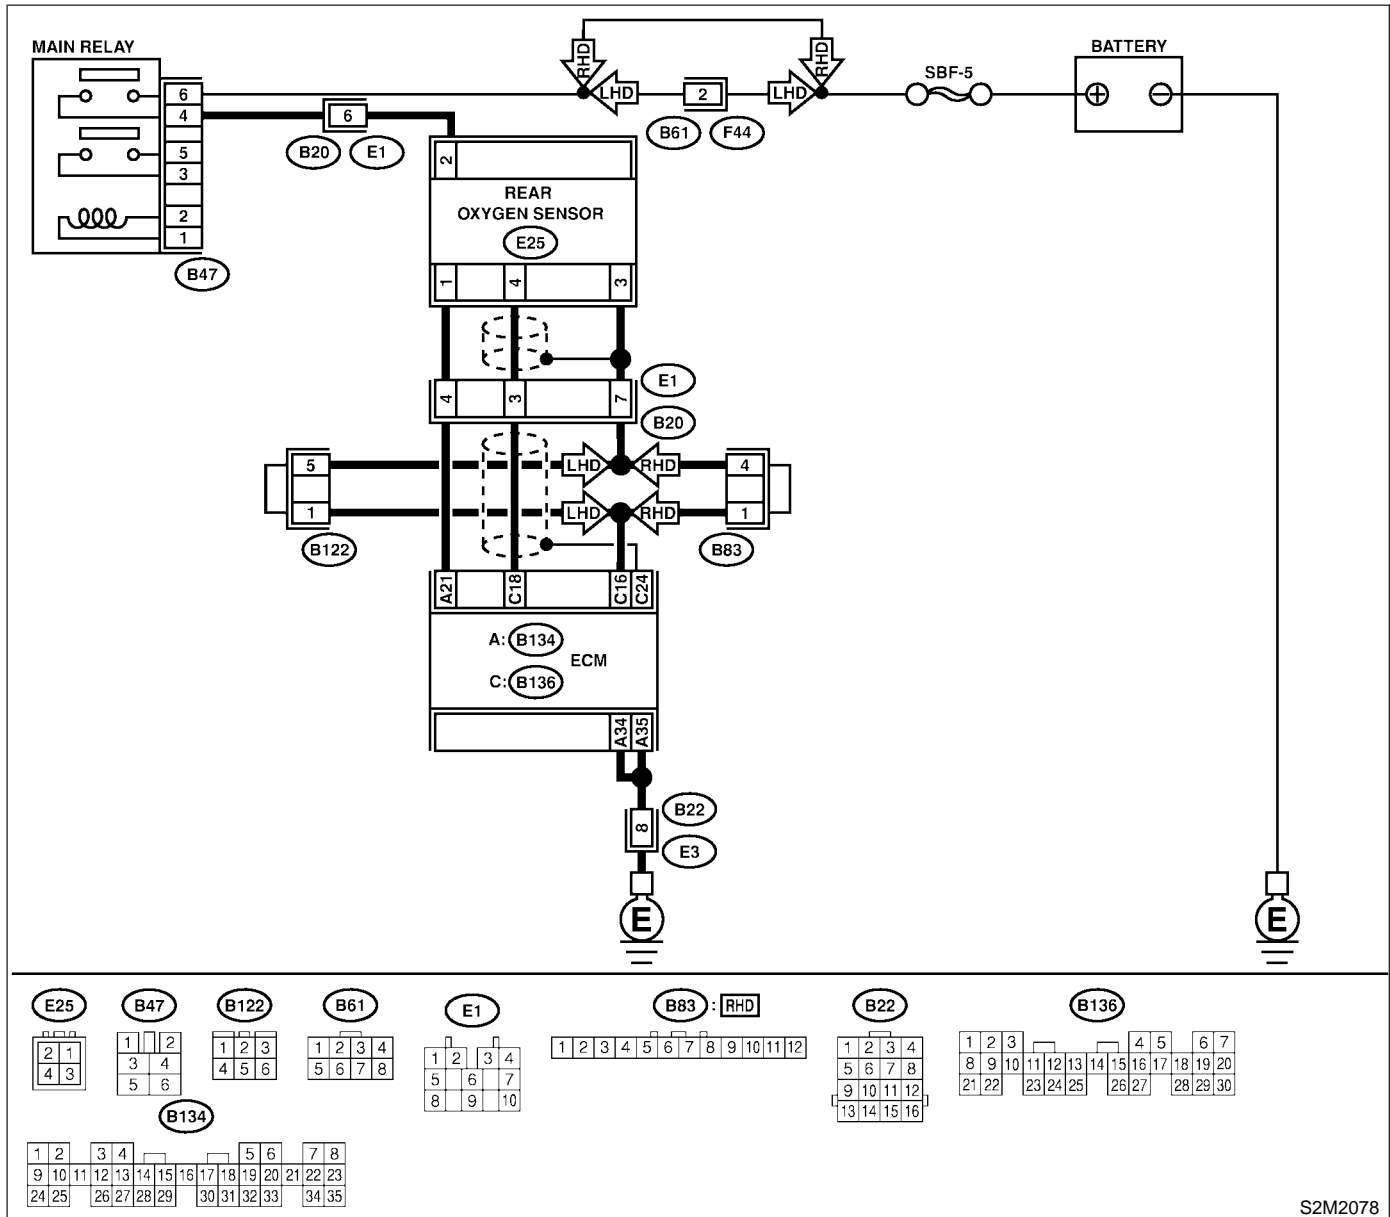 MAIN RELAY
BATTERY
SBF-5
RHD
RHD
LHD
2
LHD
6
4
5
3
2
1
B47
6
B20
E1
B61
F44
+
−
2
REAR
OXYGEN SENSOR
E25
1
4
3
E1
4
3
7
B20
5
1
B122
LHD
RHD
LHD
RHD
4
1
B83
A21
C18
C16
C24
A: B134
ECM
C: B136
A34
A35
B22
8
E3
E
E
E25
B47
B122
B61
E1
B83 : RHD
B22
B136
2 1
4 3
1 2
3 4
5 6
1 2 3
4 5 6
1 2 3 4
5 6 7 8
1 2 3 4
5 6 7
8 9 10
1 2 3 4 5 6 7 8 9 10 11 12
1 2 3 4
5 6 7 8
9 10 11 12
13 14 15 16
1 2 3 4 5 6 7
8 9 10 11 12 13 14 15 16 17 18 19 20
21 22 23 24 25 26 27 28 29 30
B134
1 2 3 4 5 6 7 8
9 10 11 12 13 14 15 16 17 18 19 20 21 22 23
24 25 26 27 28 29 30 31 32 33 34 35
S2M2078